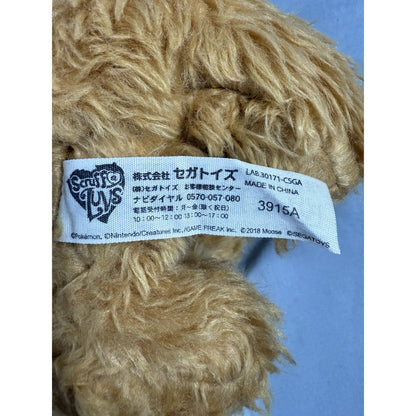 Scruff@
LUVS
株式会社 セガトイズ
(株)セガトイズ お客様相談センター
ナビダイヤル 0570-057-080
電話受付時間：月～金(除く祝日)
10：00～12：00 13：00～17：00
LAB.30171-CSGA
MADE IN CHINA
3915A
©Pokémon. ©Nintendo/Creatures Inc./GAME FREAK Inc. ©2018 Moose ©SEGATOYS